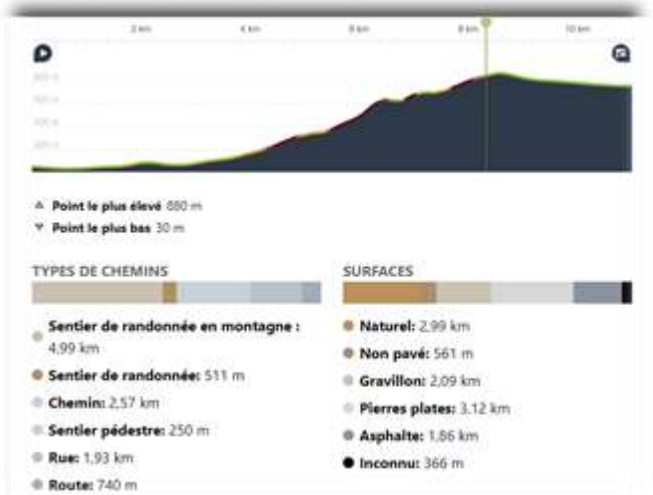 2 km 4 km 6 km 8 km 10 km
Point le plus élevé 880 m
Point le plus bas 30 m
TYPES DE CHEMINS
Sentier de randonnée en montagne :
4,99 km
Sentier de randonnée: 511 m
Chemin: 2,57 km
Sentier pédestre: 250 m
Rue: 1,93 km
Route: 740 m
SURFACES
Naturel: 2,99 km
Non pavé: 561 m
Gravillon: 2,09 km
Pierres plates: 3,12 km
Asphalte: 1,86 km
Inconnu: 366 m